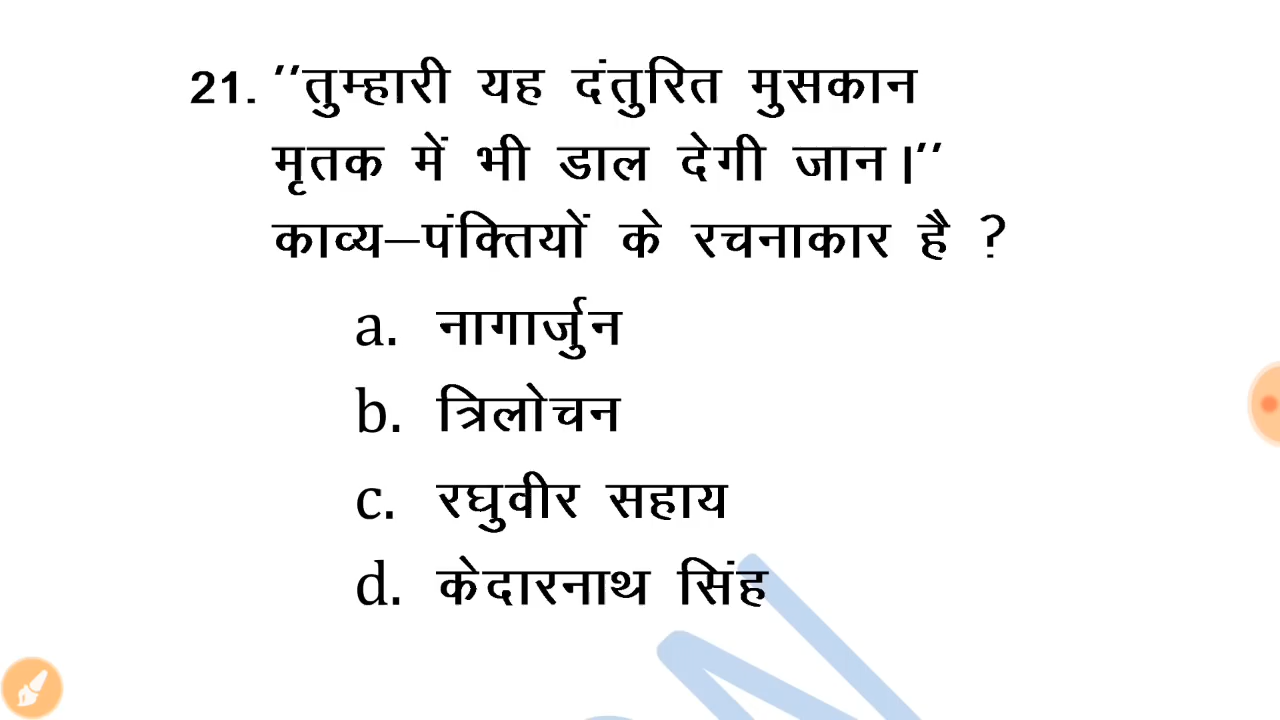 21. ''तुम्हारी यह दंतुरित मुसकान
मृतक में भी डाल देगी जान।''
काव्य–पंक्तियों के रचनाकार है ?
a. नागार्जुन
b. त्रिलोचन
c. रघुवीर सहाय
d. केदारनाथ सिंह